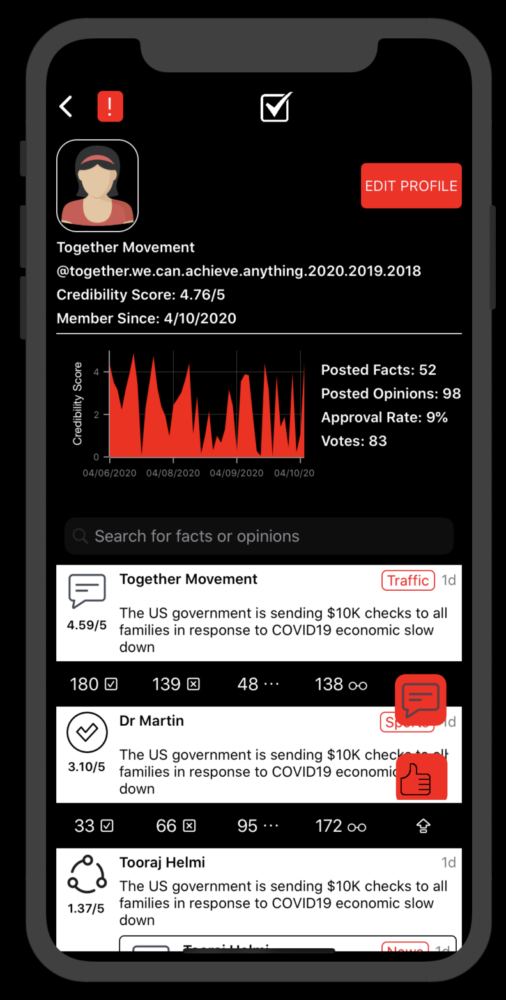 !
EDIT PROFILE
Together Movement
@together.we.can.achieve.anything.2020.2019.2018
Credibility Score: 4.76/5
Member Since: 4/10/2020
Credibility Score
4
2
0
04/06/2020 04/08/2020 04/09/2020 04/10/20
Posted Facts: 52
Posted Opinions: 98
Approval Rate: 9%
Votes: 83
Search for facts or opinions
Together Movement Traffic 1d
4.59/5
The US government is sending $10K checks to all
families in response to COVID19 economic slow
down
180 139 48 ... 138
Dr Martin Sports 1d
3.10/5
The US government is sending $10K checks to all
families in response to COVID19 economic
down
33 66 95 ... 172
Tooraj Helmi 1d
1.37/5
The US government is sending $10K checks to all
families in response to COVID19 economic slow
down
Tooraj Helmi News 1d